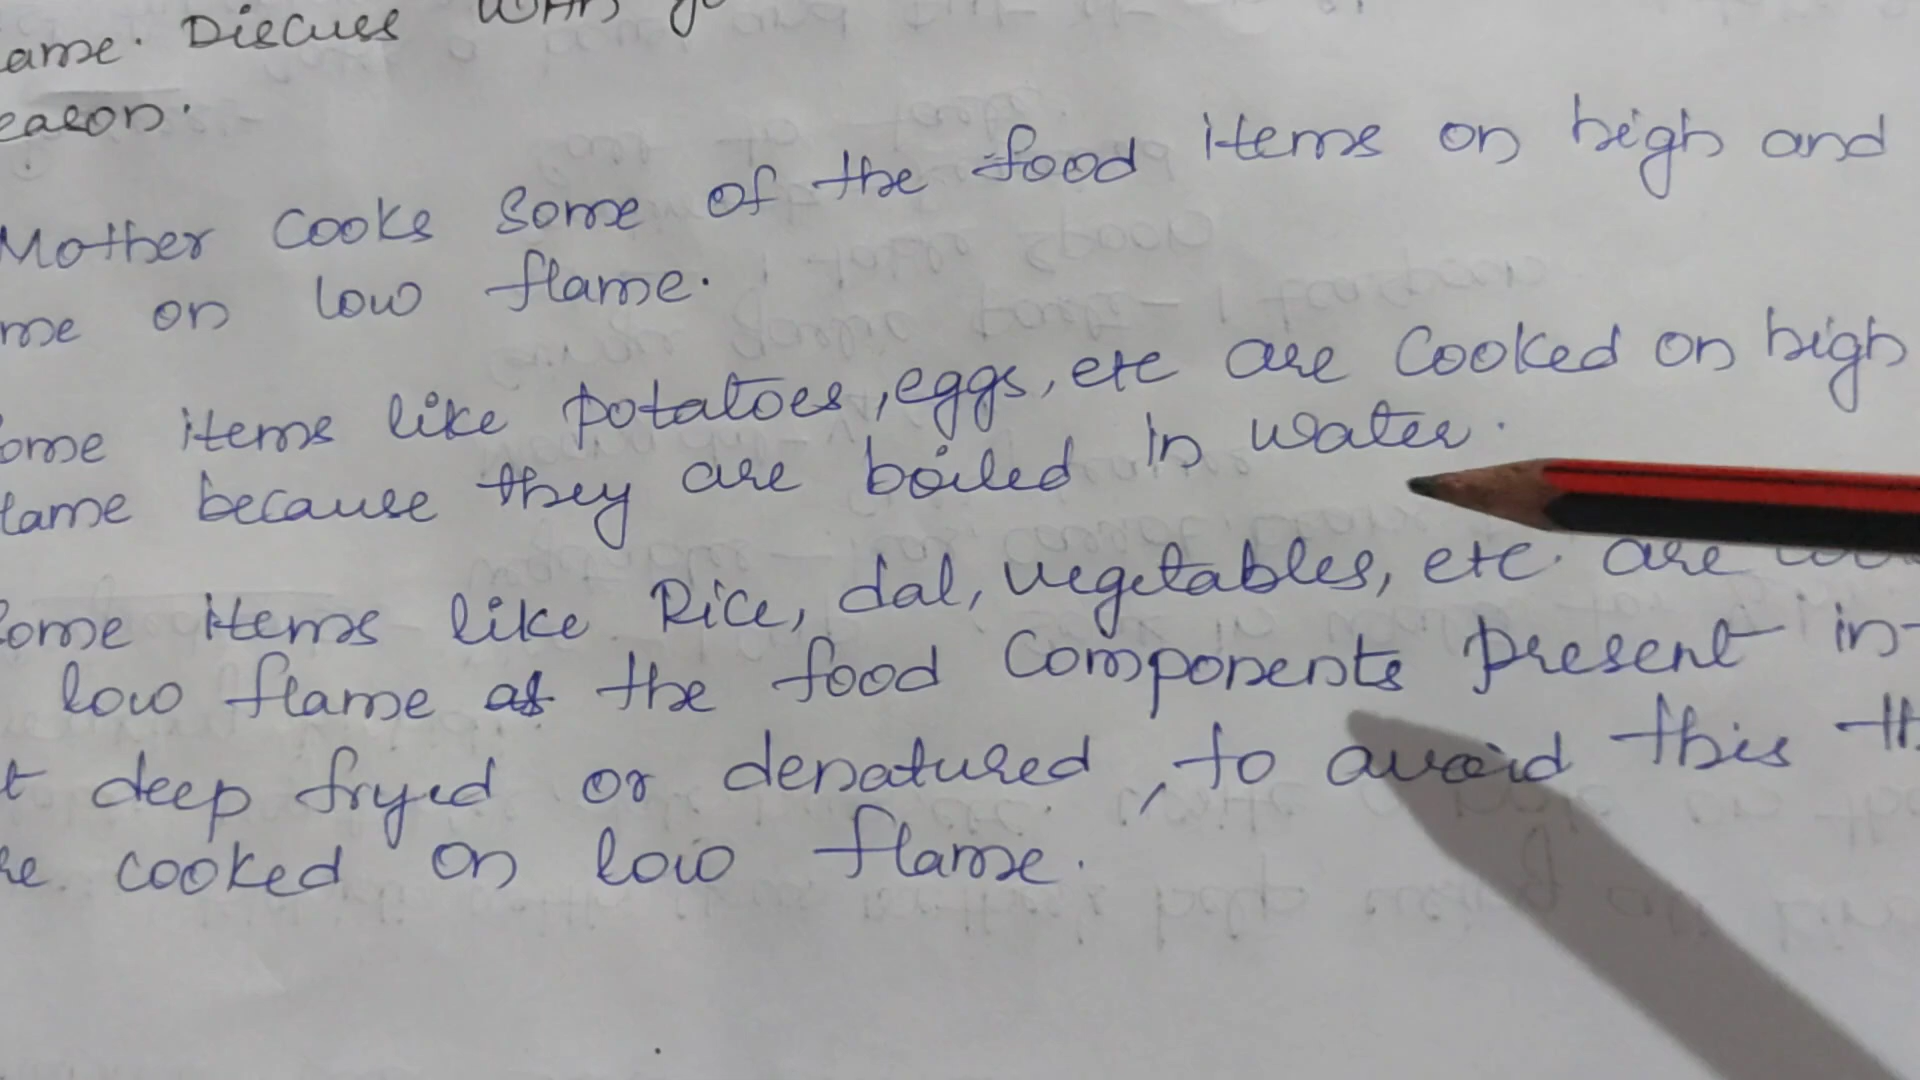 ame. Discuss with
eason.
Mother cooks some of the food items on high and
me on low flame.
ome items like potatoes, eggs, etc are cooked on high
lame because they are boiled in water.
ome items like Rice, dal, vegetables, etc. are
low flame as the food components present in
t deep fryed or denatured, to avoid this th
re cooked on low flame.